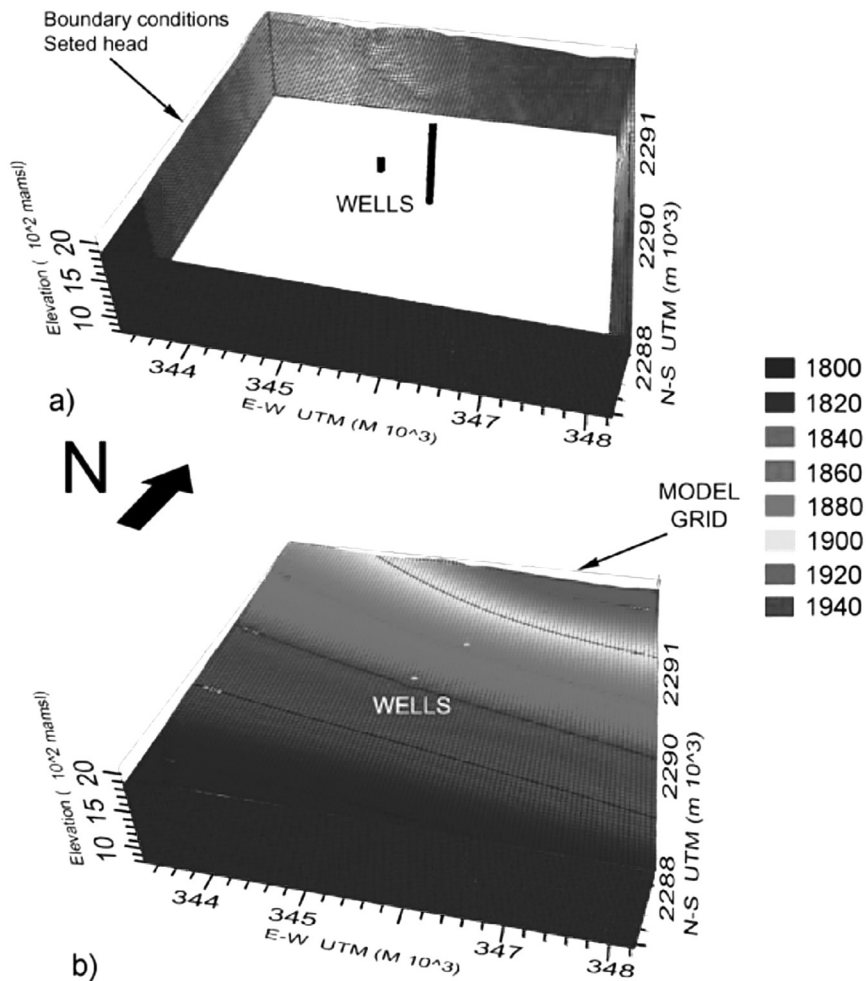 Boundary conditions
Seted head
WELLS
Elevation ( 10^2 mamsl)
20
15
10
344
345
347
348
E-W UTM (M 10^3)
2288
2290
2291
N-S UTM (m 10^3)
a)
N
1800
1820
1840
1860
1880
1900
1920
1940
MODEL
GRID
WELLS
Elevation ( 10^2 mamsl)
20
15
10
344
345
347
348
E-W UTM (M 10^3)
2288
2290
2291
N-S UTM (m 10^3)
b)